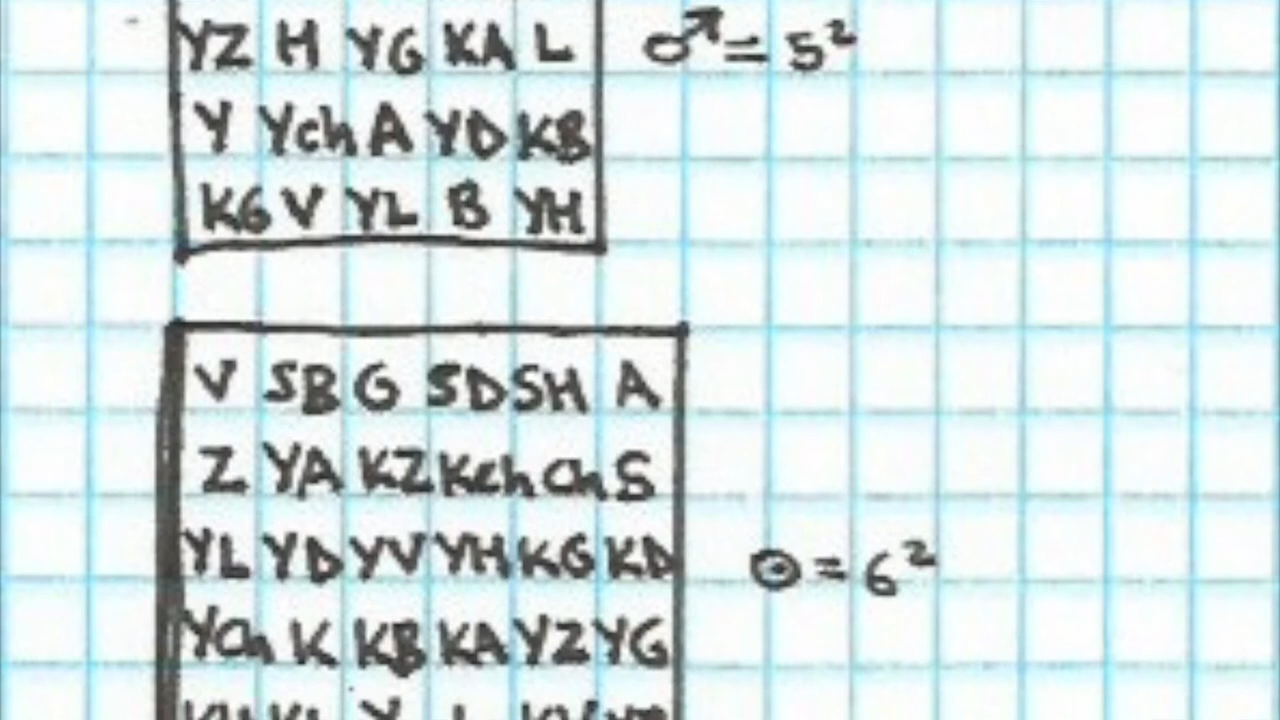 YZ H YG KA L ♂ = 5²
Y Ych A YD KB
KG V YL B YH
V SB G SD SH A
Z YA KZ Kch Ch S
YL YD YV YH KG KD ⊙ = 6²
YCh K KB KA YZ YG